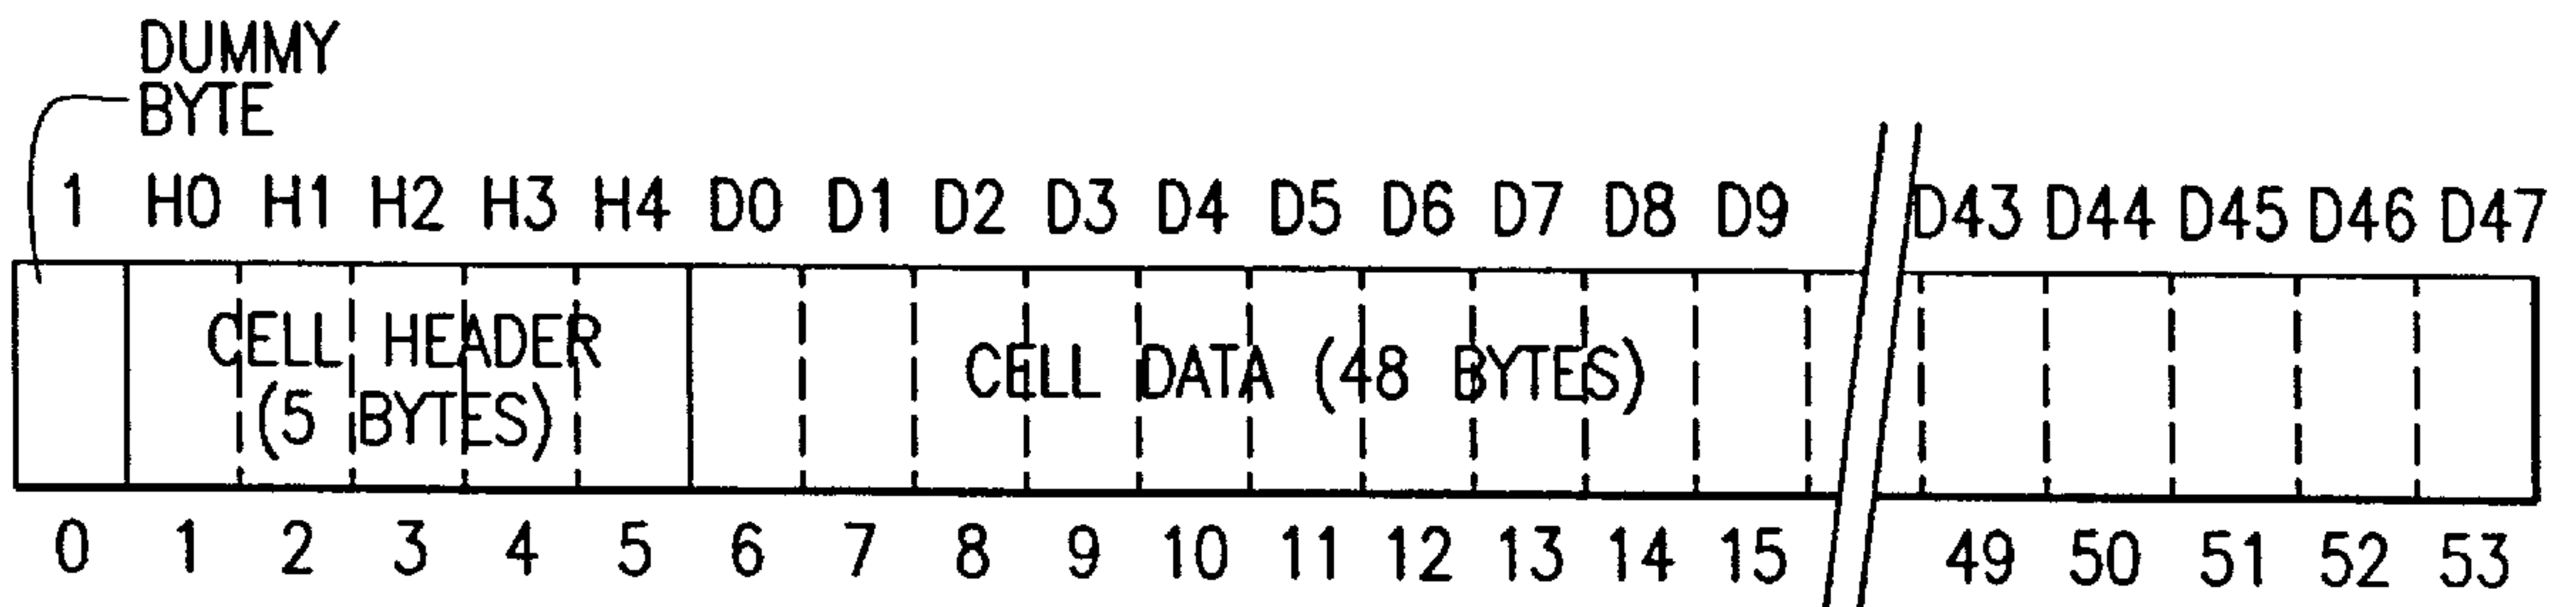 DUMMY
BYTE
1 H0 H1 H2 H3 H4 D0 D1 D2 D3 D4 D5 D6 D7 D8 D9 D43 D44 D45 D46 D47
CELL HEADER
(5 BYTES)
CELL DATA (48 BYTES)
0 1 2 3 4 5 6 7 8 9 10 11 12 13 14 15 49 50 51 52 53